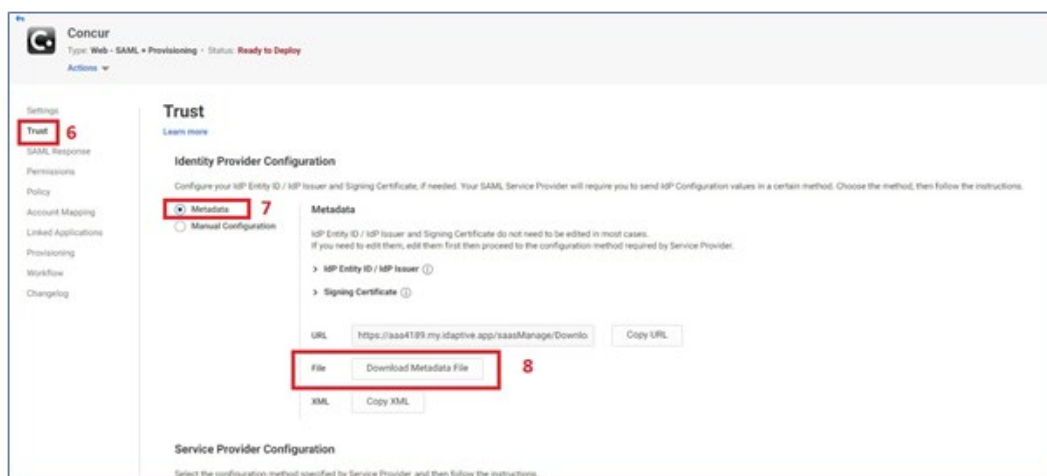 Concur
Type: Web - SAML + Provisioning · Status: Ready to Deploy
Actions
Settings
Trust 6
SAML Response
Permissions
Policy
Account Mapping
Linked Applications
Provisioning
Workflow
Changelog
Trust
Learn more
Identity Provider Configuration
Configure your IdP Entity ID / IdP Issuer and Signing Certificate, if needed. Your SAML Service Provider will require you to send IdP Configuration values in a certain method. Choose the method, then follow the instructions.
Metadata 7
Manual Configuration
Metadata
IdP Entity ID / IdP Issuer and Signing Certificate do not need to be edited in most cases.
If you need to edit them, edit them first then proceed to the configuration method required by Service Provider.
> IdP Entity ID / IdP Issuer
> Signing Certificate
URL https://aaa4189.my.idaptive.app/saasManage/Downlo Copy URL
File Download Metadata File 8
XML Copy XML
Service Provider Configuration
Select the configuration method specified by Service Provider, and then follow the instructions.